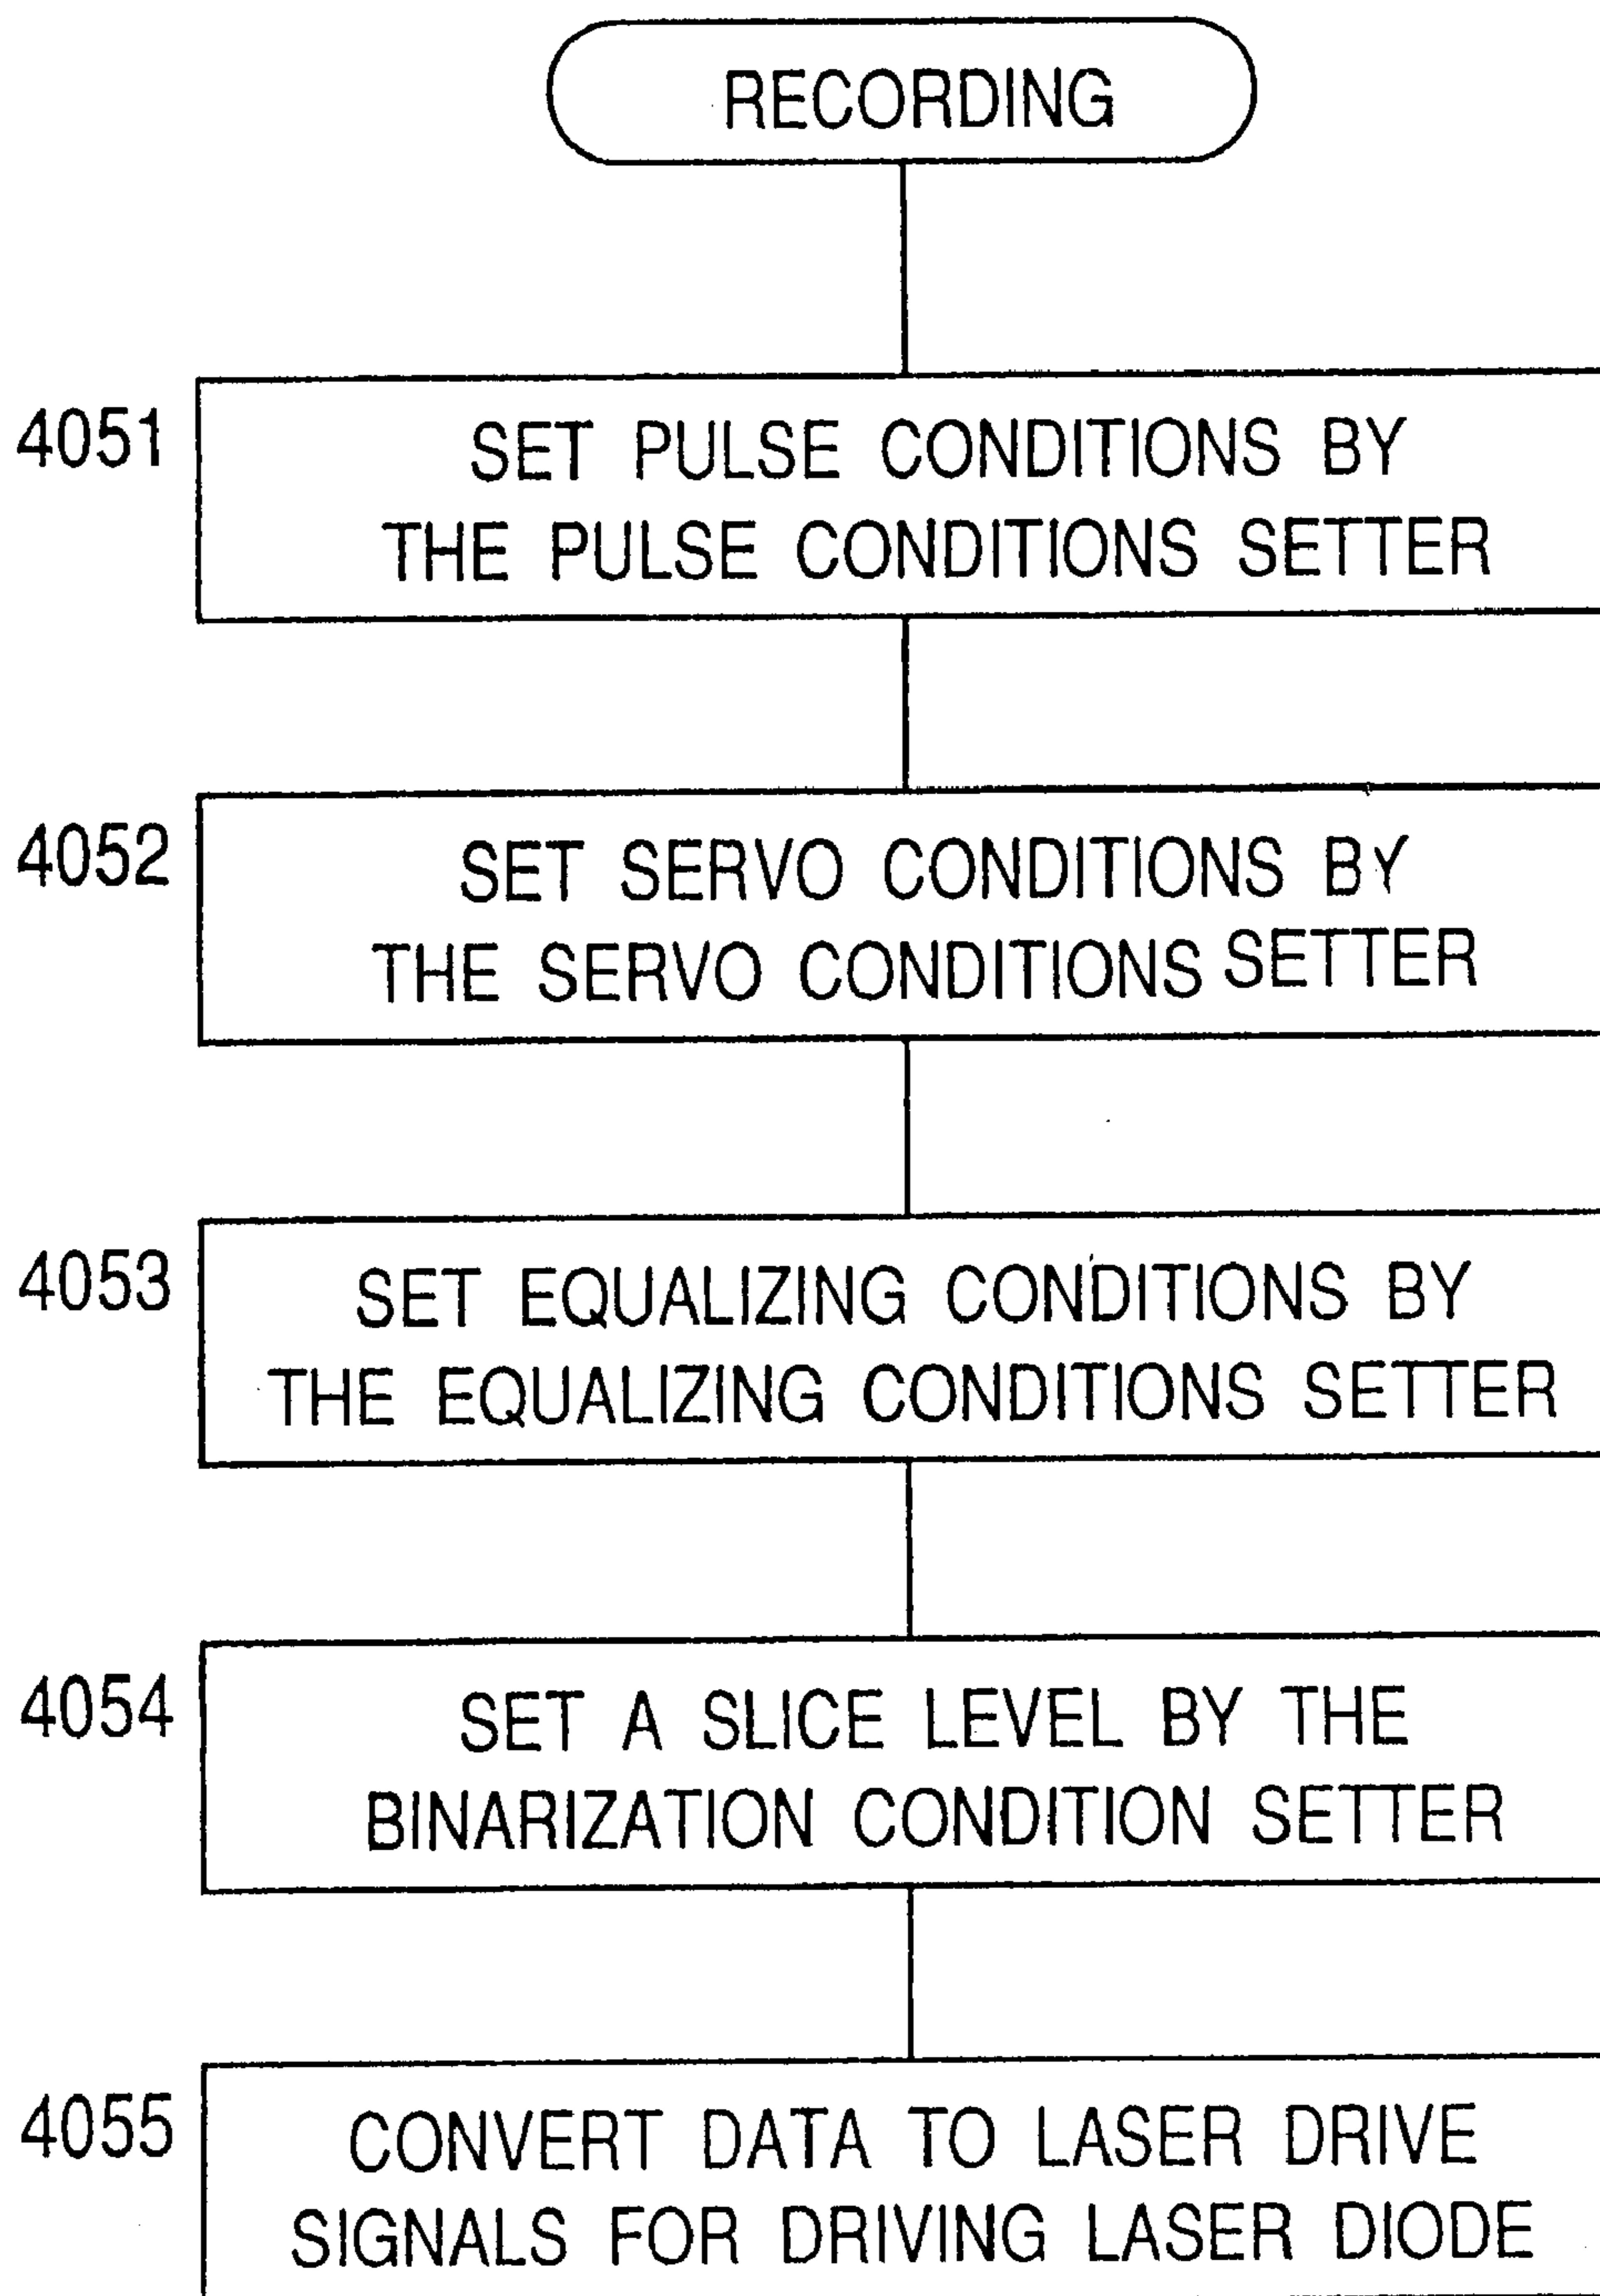 RECORDING
4051
SET PULSE CONDITIONS BY
THE PULSE CONDITIONS SETTER
4052
SET SERVO CONDITIONS BY
THE SERVO CONDITIONS SETTER
4053
SET EQUALIZING CONDITIONS BY
THE EQUALIZING CONDITIONS SETTER
4054
SET A SLICE LEVEL BY THE
BINARIZATION CONDITION SETTER
4055
CONVERT DATA TO LASER DRIVE
SIGNALS FOR DRIVING LASER DIODE